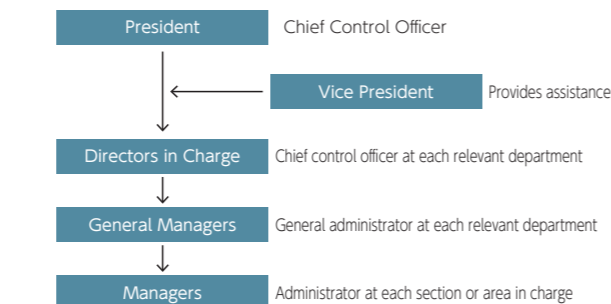 President Chief Control Officer
Vice President Provides assistance
Directors in Charge Chief control officer at each relevant department
General Managers General administrator at each relevant department
Managers Administrator at each section or area in charge